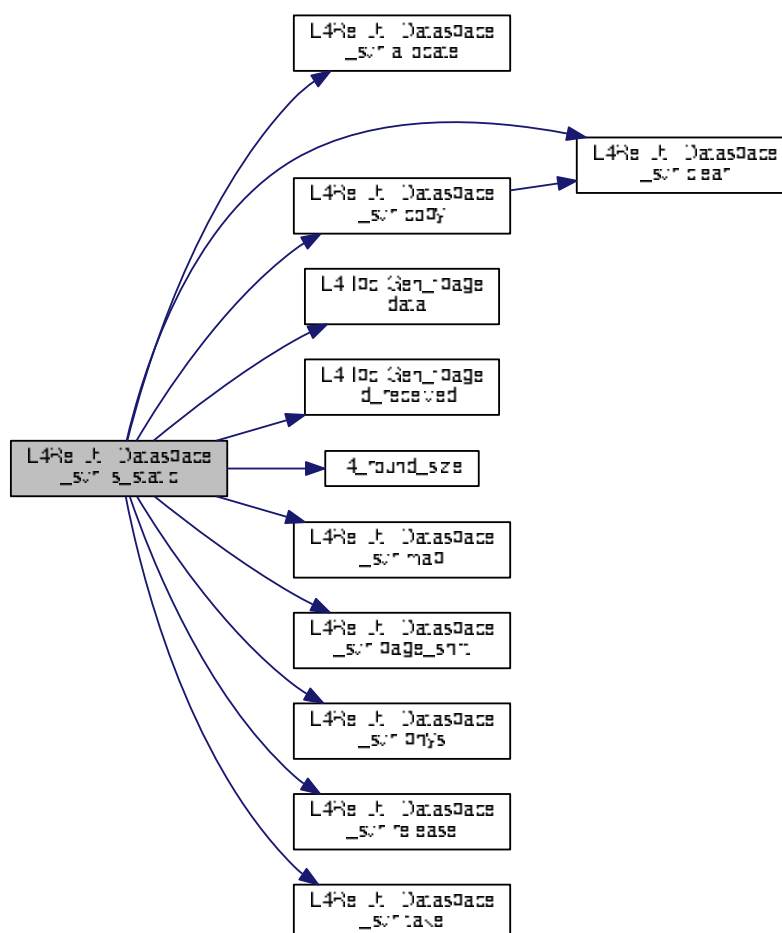 L4Re::Util::Dataspace
_svr::allocate
L4Re::Util::Dataspace
_svr::clear
L4Re::Util::Dataspace
_svr::copy
L4::Ipc::Gen_fpage
::data
L4::Ipc::Gen_fpage
::id_received
L4Re::Util::Dataspace
_svr::is_static
l4_round_size
L4Re::Util::Dataspace
_svr::map
L4Re::Util::Dataspace
_svr::page_shift
L4Re::Util::Dataspace
_svr::phys
L4Re::Util::Dataspace
_svr::release
L4Re::Util::Dataspace
_svr::take